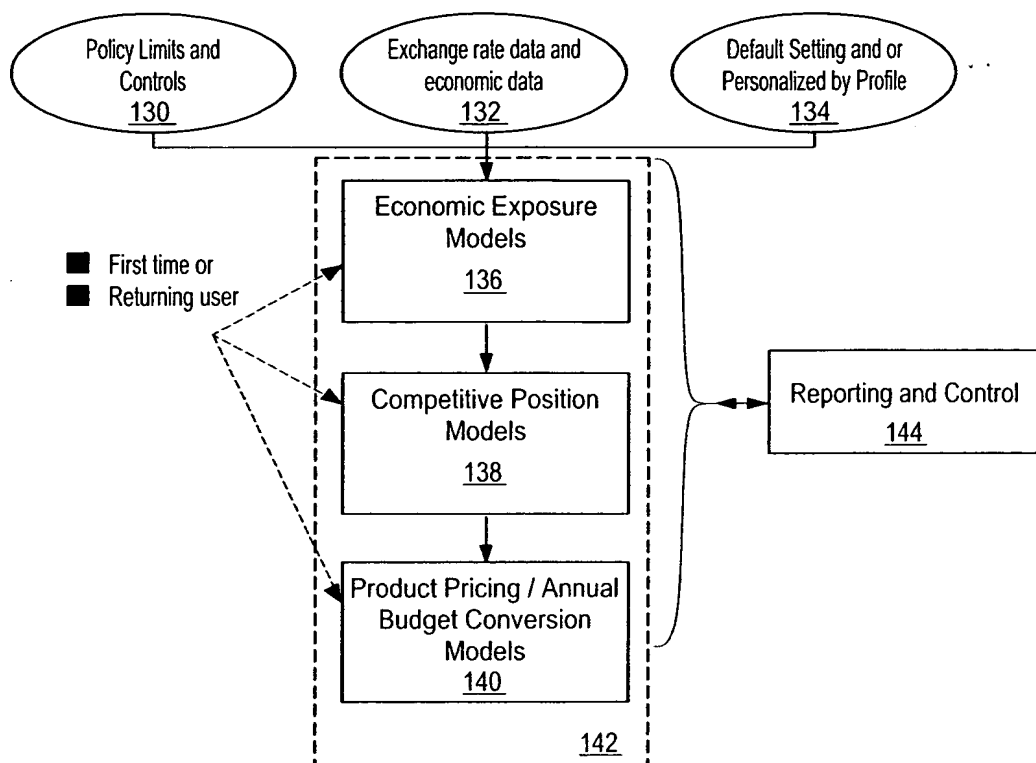 Policy Limits and
Controls
130
Exchange rate data and
economic data
132
Default Setting and or
Personalized by Profile
134
Economic Exposure
Models
136
First time or
Returning user
Competitive Position
Models
138
Reporting and Control
144
Product Pricing / Annual
Budget Conversion
Models
140
142